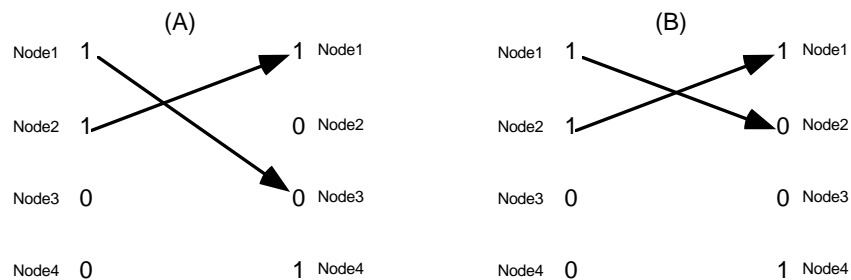 (A) (B)
Node1 1 1 Node1 Node1 1 1 Node1
Node2 1 0 Node2 Node2 1 0 Node2
Node3 0 0 Node3 Node3 0 0 Node3
Node4 0 1 Node4 Node4 0 1 Node4